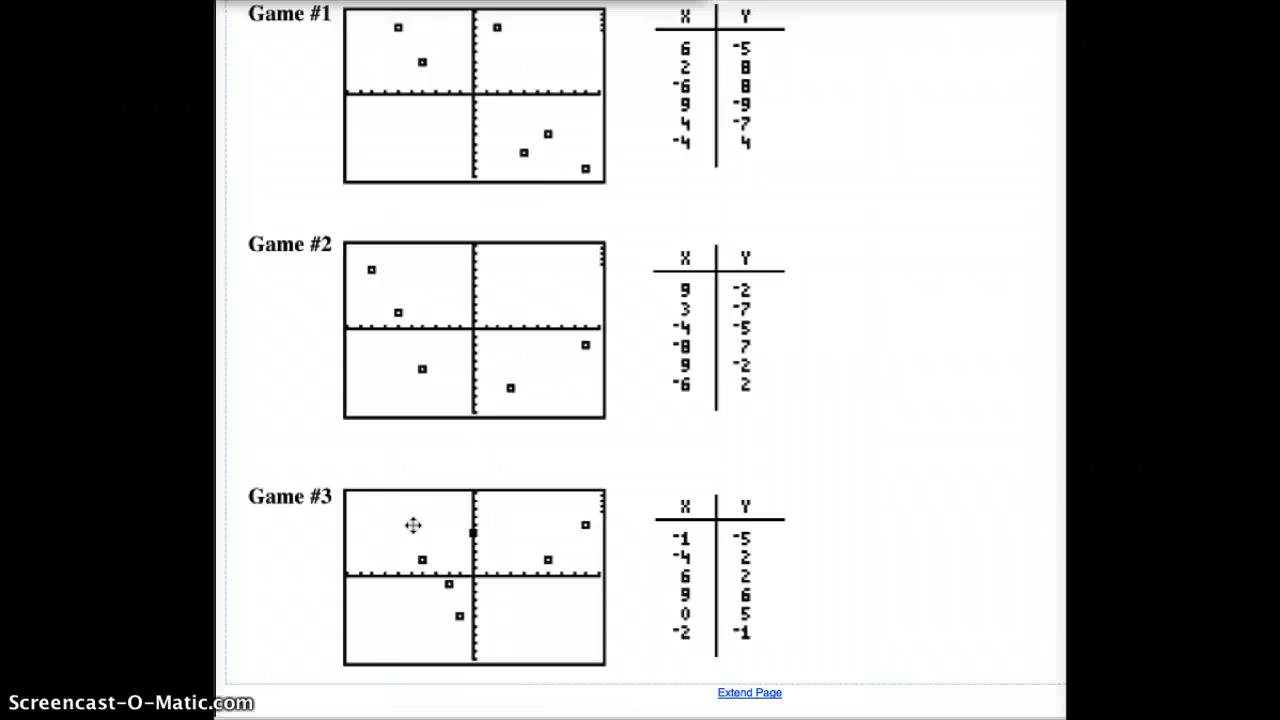 Game #1
X Y
6 -5
2 8
-6 8
9 -9
4 -7
-4 4
Game #2
X Y
9 -2
3 -7
-4 -5
-8 7
9 -2
-6 2
Game #3
X Y
-1 -5
-4 2
6 2
9 6
0 5
-2 -1
Extend Page
Screencast-O-Matic.com